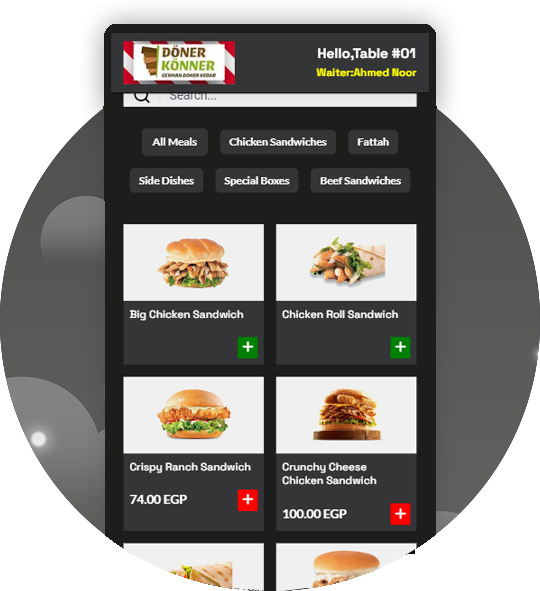 DÖNER
KÖNNER
GERMAN DONER KEBAB
Hello,Table #01
Waiter:Ahmed Noor
Search...
All Meals
Chicken Sandwiches
Fattah
Side Dishes
Special Boxes
Beef Sandwiches
Big Chicken Sandwich
Chicken Roll Sandwich
+
+
Crispy Ranch Sandwich
Crunchy Cheese
Chicken Sandwich
74.00 EGP
+
100.00 EGP
+